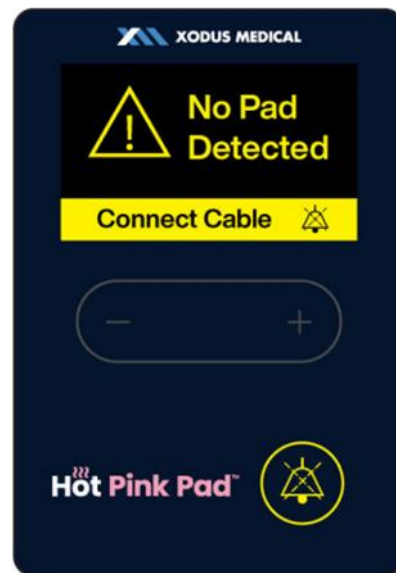 XODUS MEDICAL
No Pad
Detected
Connect Cable
− +
Hot Pink Pad™